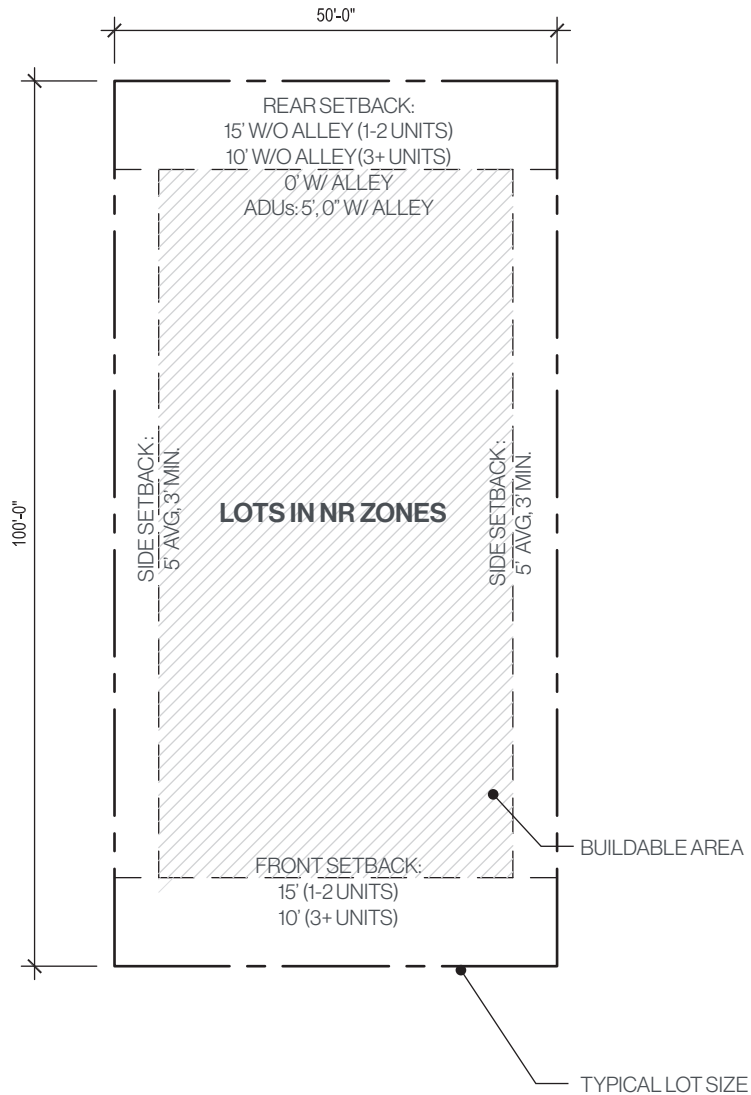 50'-0"
REAR SETBACK:
15' W/O ALLEY (1-2 UNITS)
10' W/O ALLEY (3+ UNITS)
0' W/ ALLEY
ADUs: 5', 0" W/ ALLEY
100'-0"
SIDE SETBACK :
5' AVG, 3' MIN.
LOTS IN NR ZONES
SIDE SETBACK :
5' AVG, 3' MIN.
BUILDABLE AREA
FRONT SETBACK:
15' (1-2 UNITS)
10' (3+ UNITS)
TYPICAL LOT SIZE